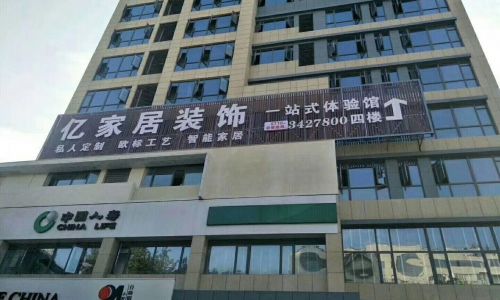 亿家居装饰
一站式体验馆
3427800四楼
私人定制 欧标工艺 智能家居
中国人寿
CHINA LIFE
E CHINA